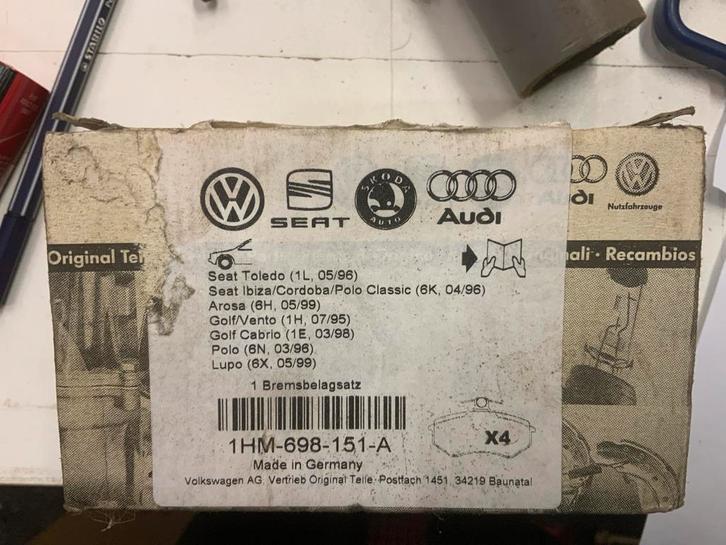 STABILO
SEAT
SKODA
AUTO
Audi
Audi
Nutzfahrzeuge
Original Tei
nali · Recambios
Seat Toledo (1L, 05/96)
Seat Ibiza/Cordoba/Polo Classic (6K, 04/96)
Arosa (6H, 05/99)
Golf/Vento (1H, 07/95)
Golf Cabrio (1E, 03/98)
Polo (6N, 03/96)
Lupo (6X, 05/99)
1 Bremsbelagsatz
1HM-698-151-A
X4
Made in Germany
Volkswagen AG. Vertrieb Original Teile · Postfach 1451, 34219 Baunatal